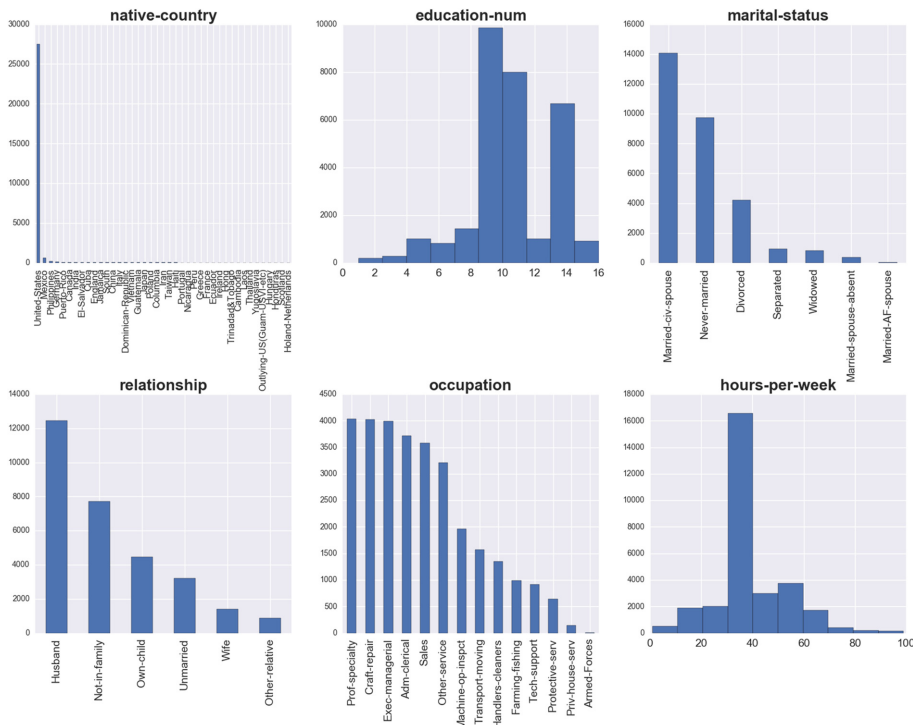 native-country
30000
25000
20000
15000
10000
5000
0
United-States
Mexico
Philippines
Germany
Puerto-Rico
Canada
India
El-Salvador
Cuba
England
Jamaica
South
China
Italy
Dominican-Republic
Vietnam
Guatemala
Japan
Poland
Columbia
Iran
Taiwan
Haiti
Portugal
Nicaragua
Peru
Greece
France
Ecuador
Ireland
Hong
Trinadad&Tobago
Cambodia
Laos
Thailand
Yugoslavia
Outlying-US(Guam-USVI-etc)
Hungary
Honduras
Scotland
Holand-Netherlands
education-num
10000
8000
6000
4000
2000
0
0 2 4 6 8 10 12 14 16
marital-status
16000
14000
12000
10000
8000
6000
4000
2000
0
Married-civ-spouse
Never-married
Divorced
Separated
Widowed
Married-spouse-absent
Married-AF-spouse
relationship
14000
12000
10000
8000
6000
4000
2000
0
Husband
Not-in-family
Own-child
Unmarried
Wife
Other-relative
occupation
4500
4000
3500
3000
2500
2000
1500
1000
500
0
Prof-specialty
Craft-repair
Exec-managerial
Adm-clerical
Sales
Other-service
Machine-op-inspct
Transport-moving
Handlers-cleaners
Farming-fishing
Tech-support
Protective-serv
Priv-house-serv
Armed-Forces
hours-per-week
18000
16000
14000
12000
10000
8000
6000
4000
2000
0
0 20 40 60 80 100